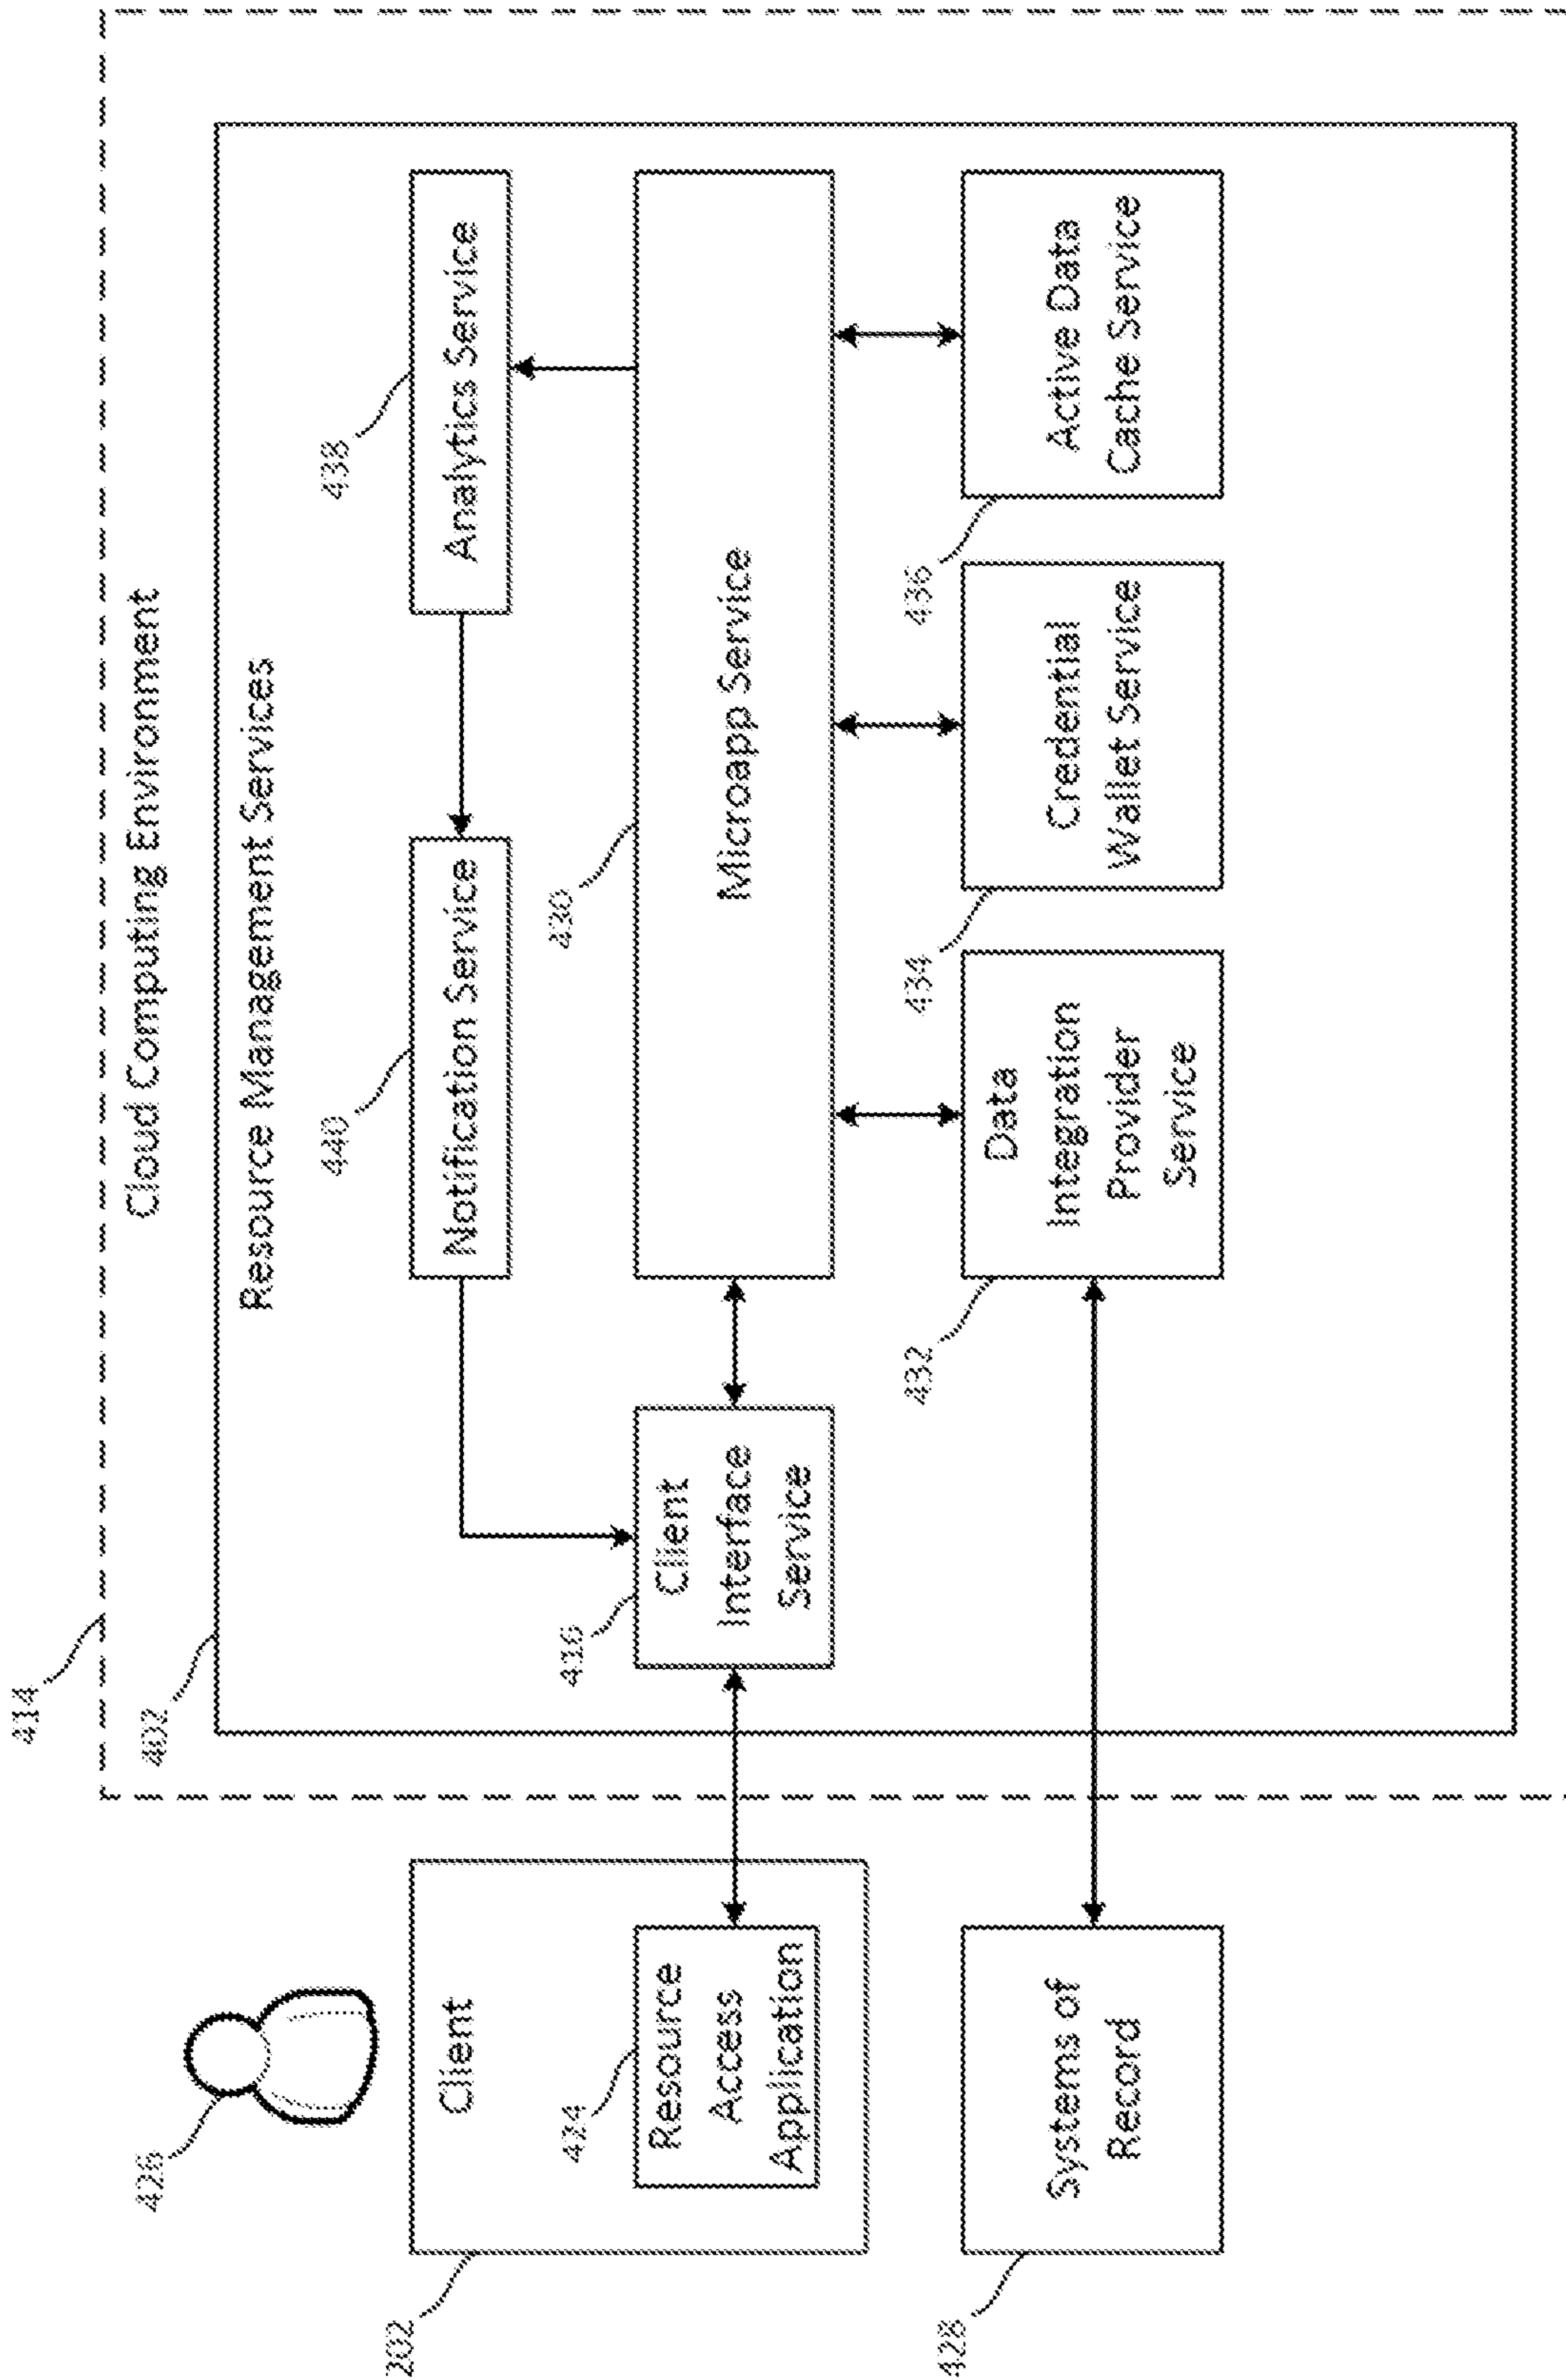 414
Cloud Computing Environment
402
Resource Management Services
426
202
Client
424
Resource
Access
Application
440
Notification Service
438
Analytics Service
416
Client
Interface
Service
430
Microapp Service
428
Systems of
Record
432
Data
Integration
Provider
Service
434
Credential
Wallet Service
436
Active Data
Cache Service